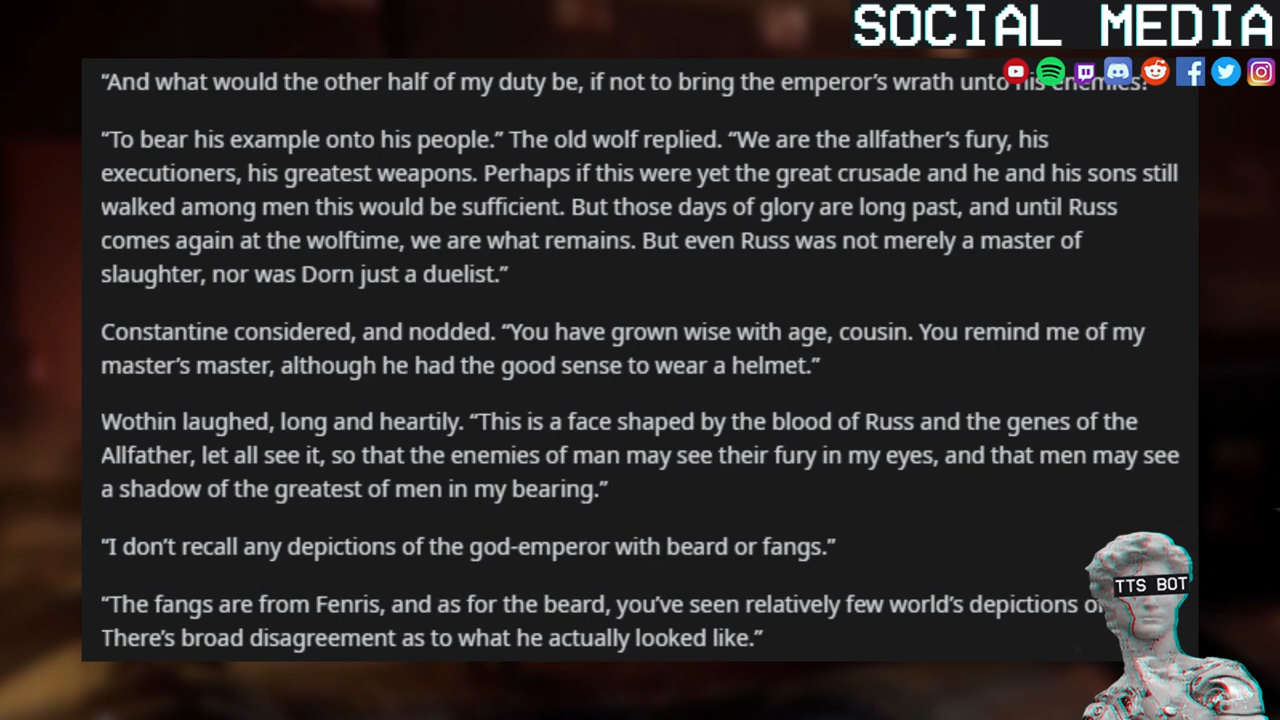 SOCIAL MEDIA
“And what would the other half of my duty be, if not to bring the emperor’s wrath unto his enemies?”
“To bear his example onto his people.” The old wolf replied. “We are the allfather’s fury, his
executioners, his greatest weapons. Perhaps if this were yet the great crusade and he and his sons still
walked among men this would be sufficient. But those days of glory are long past, and until Russ
comes again at the wolftime, we are what remains. But even Russ was not merely a master of
slaughter, nor was Dorn just a duelist.”
Constantine considered, and nodded. “You have grown wise with age, cousin. You remind me of my
master’s master, although he had the good sense to wear a helmet.”
Wothin laughed, long and heartily. “This is a face shaped by the blood of Russ and the genes of the
Allfather, let all see it, so that the enemies of man may see their fury in my eyes, and that men may see
a shadow of the greatest of men in my bearing.”
“I don’t recall any depictions of the god-emperor with beard or fangs.”
“The fangs are from Fenris, and as for the beard, you’ve seen relatively few world’s depictions
There’s broad disagreement as to what he actually looked like.”
TTS BOT